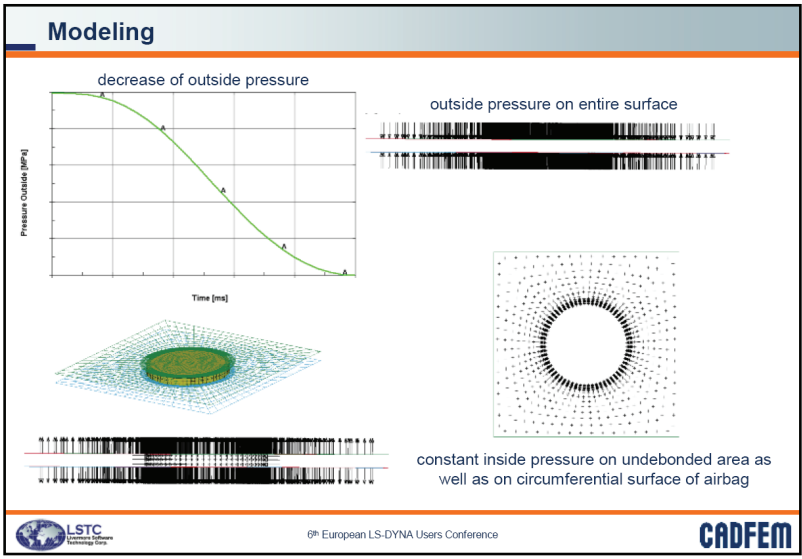 Modeling
decrease of outside pressure
A
A
A
A
A
Pressure Outside [MPa]
Time [ms]
outside pressure on entire surface
constant inside pressure on undebonded area as
well as on circumferential surface of airbag
LSTC
Livermore Software
Technology Corp.
6th European LS-DYNA Users Conference
CADFEM